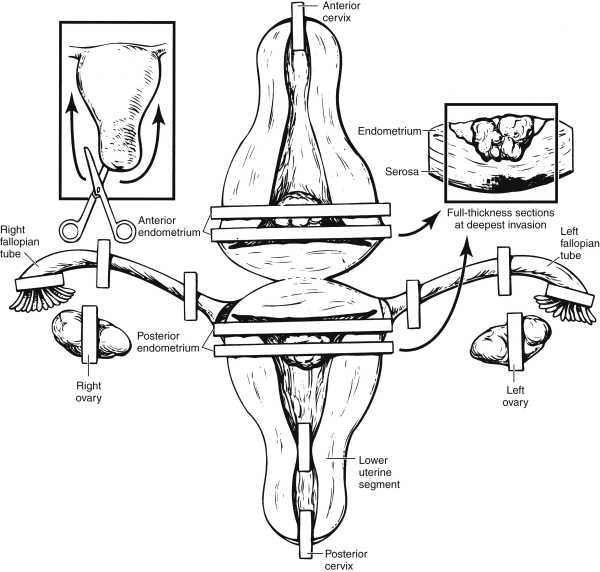 Anterior
cervix
Endometrium
Serosa
Full-thickness sections
at deepest invasion
Anterior
endometrium
Right
fallopian
tube
Left
fallopian
tube
Posterior
endometrium
Right
ovary
Left
ovary
Lower
uterine
segment
Posterior
cervix